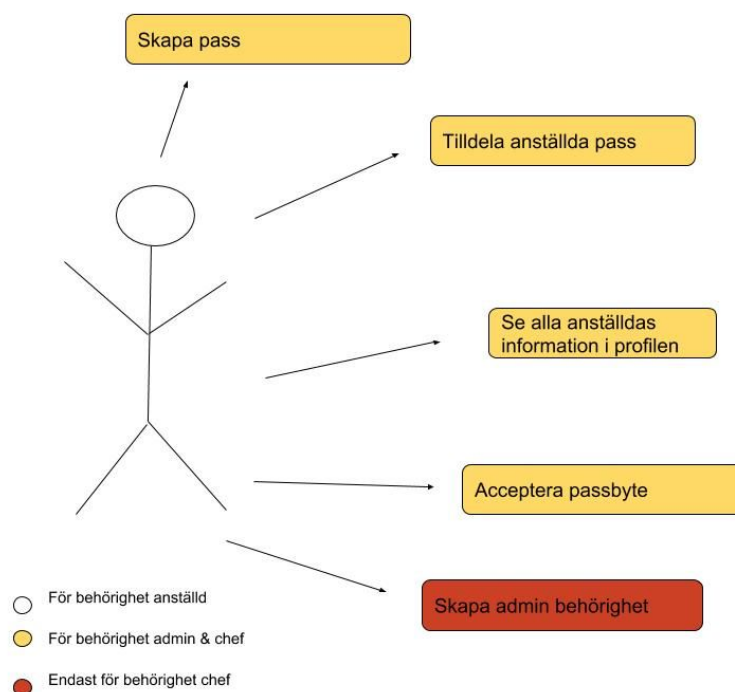 Skapa pass
Tilldela anställda pass
Se alla anställdas
information i profilen
Acceptera passbyte
Skapa admin behörighet
För behörighet anställd
För behörighet admin & chef
Endast för behörighet chef